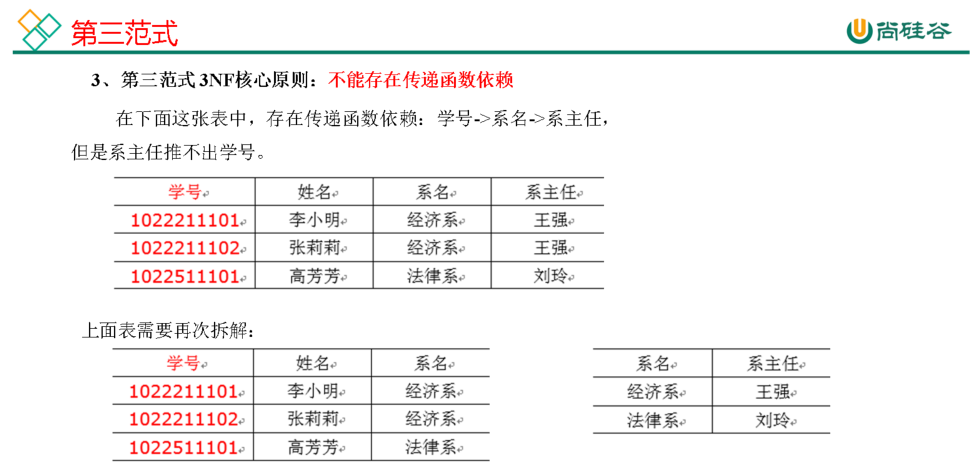 第三范式
尚硅谷
3、第三范式 3NF核心原则：不能存在传递函数依赖
在下面这张表中，存在传递函数依赖：学号->系名->系主任，
但是系主任推不出学号。
学号 姓名 系名 系主任
1022211101 李小明 经济系 王强
1022211102 张莉莉 经济系 王强
1022511101 高芳芳 法律系 刘玲
上面表需要再次拆解：
学号 姓名 系名
1022211101 李小明 经济系
1022211102 张莉莉 经济系
1022511101 高芳芳 法律系
系名 系主任
经济系 王强
法律系 刘玲